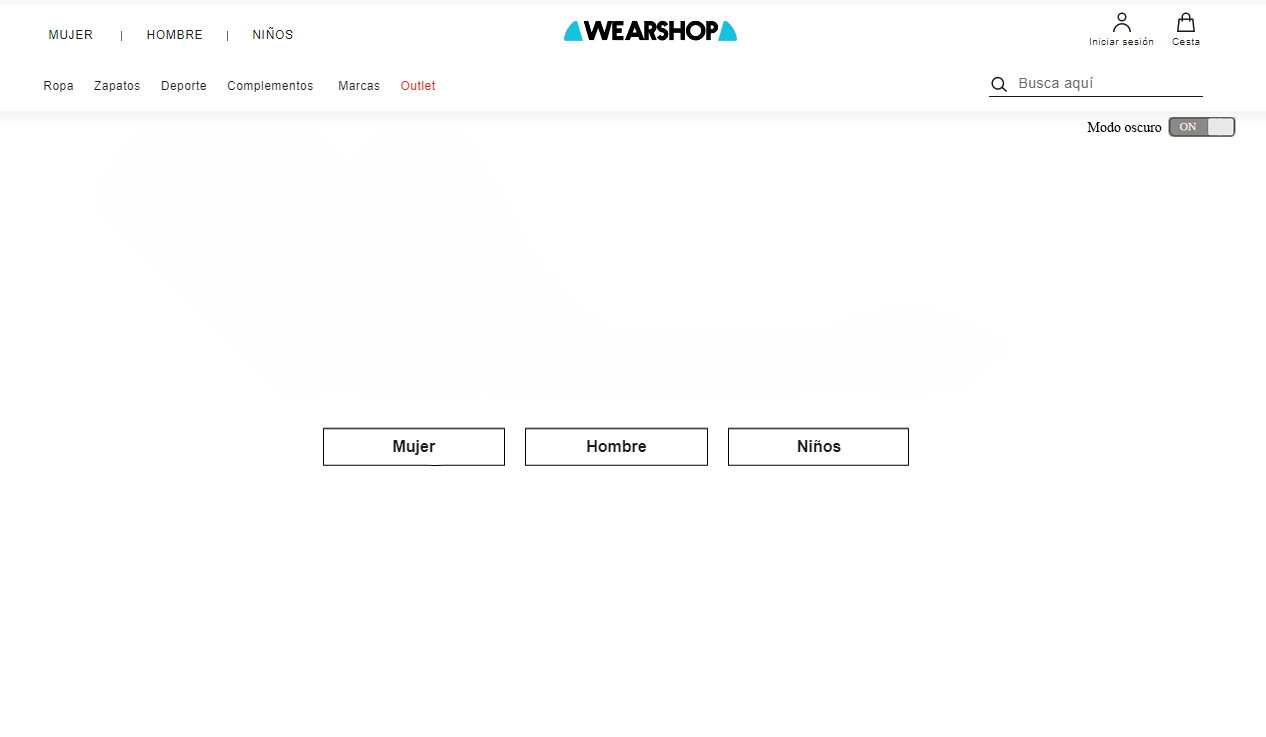 MUJER | HOMBRE | NIÑOS
WEARSHOP
Iniciar sesión
Cesta
Ropa Zapatos Deporte Complementos Marcas Outlet
Busca aquí
Modo oscuro ON
Mujer Hombre Niños